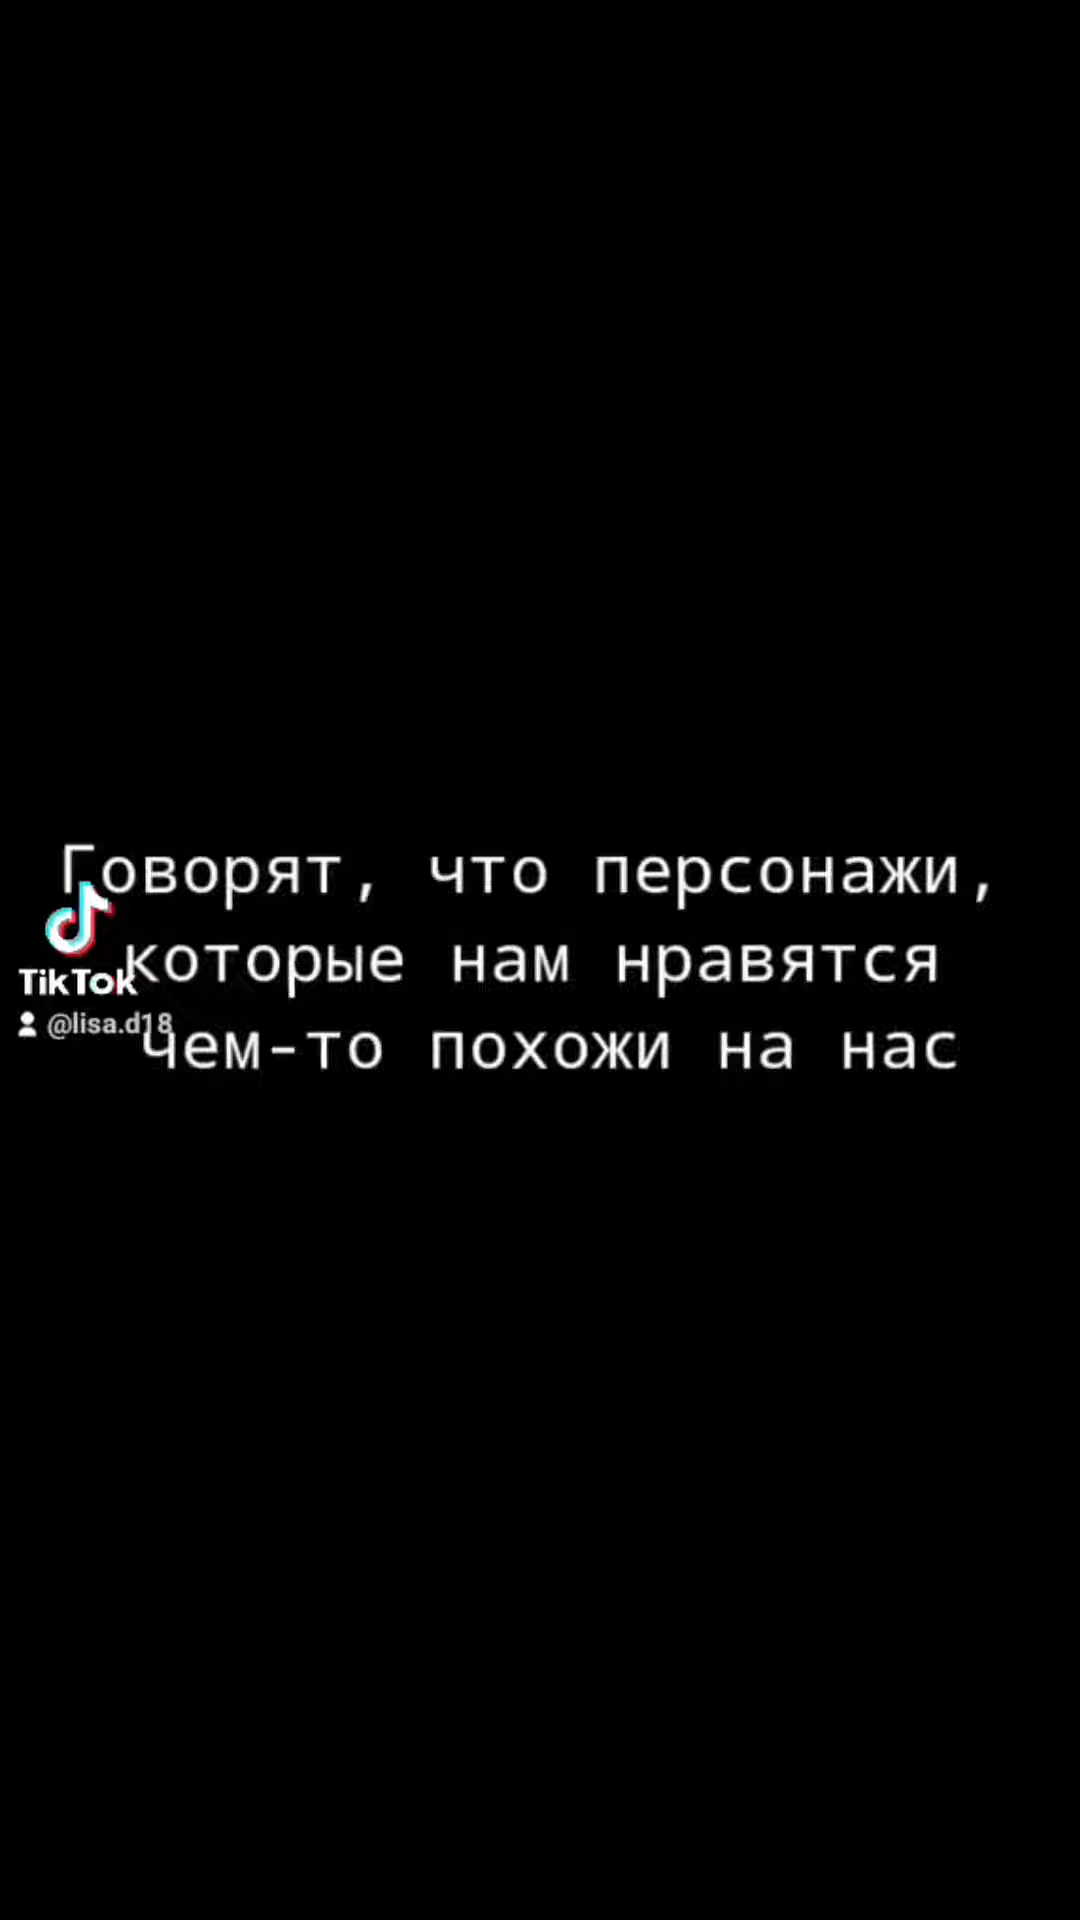 Говорят, что персонажи,
которые нам нравятся
чем-то похожи на нас
TikTok
@lisa.d18